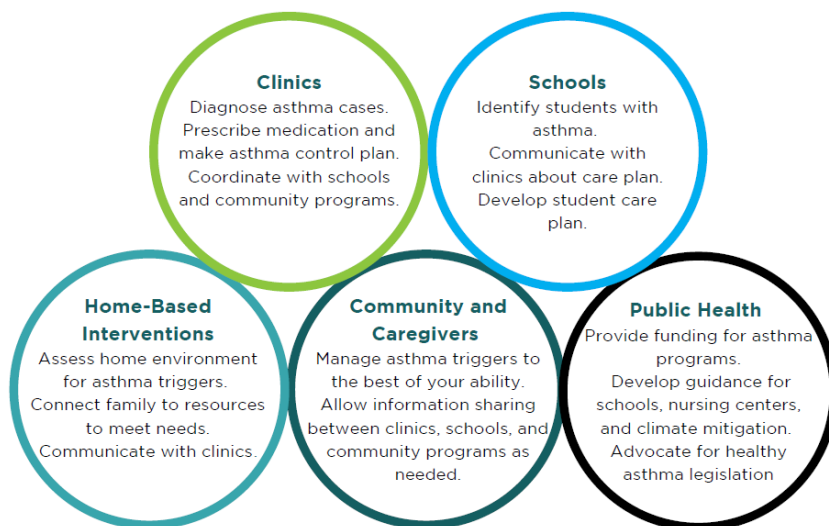 Clinics
Diagnose asthma cases.
Prescribe medication and
make asthma control plan.
Coordinate with schools
and community programs.
Schools
Identify students with
asthma.
Communicate with
clinics about care plan.
Develop student care
plan.
Home-Based
Interventions
Assess home environment
for asthma triggers.
Connect family to resources
to meet needs.
Communicate with clinics.
Community and
Caregivers
Manage asthma triggers to
the best of your ability.
Allow information sharing
between clinics, schools, and
community programs as
needed.
Public Health
Provide funding for asthma
programs.
Develop guidance for
schools, nursing centers,
and climate mitigation.
Advocate for healthy
asthma legislation